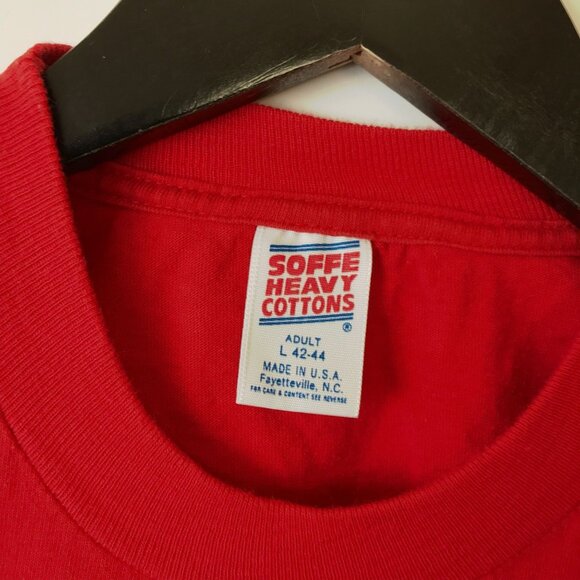 SOFFE
HEAVY
COTTONS
®
ADULT
L 42-44
MADE IN U.S.A.
Fayetteville, N.C.
FOR CARE & CONTENT SEE REVERSE